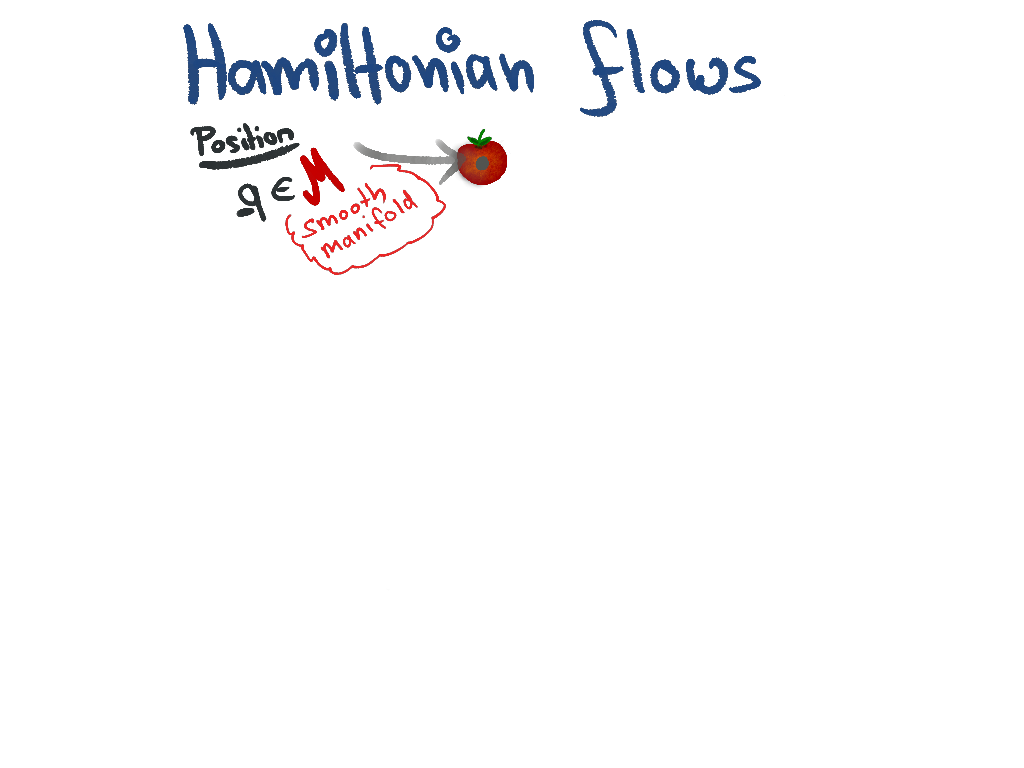 Hamiltonian flows
Position
q ∈ M
smooth
manifold